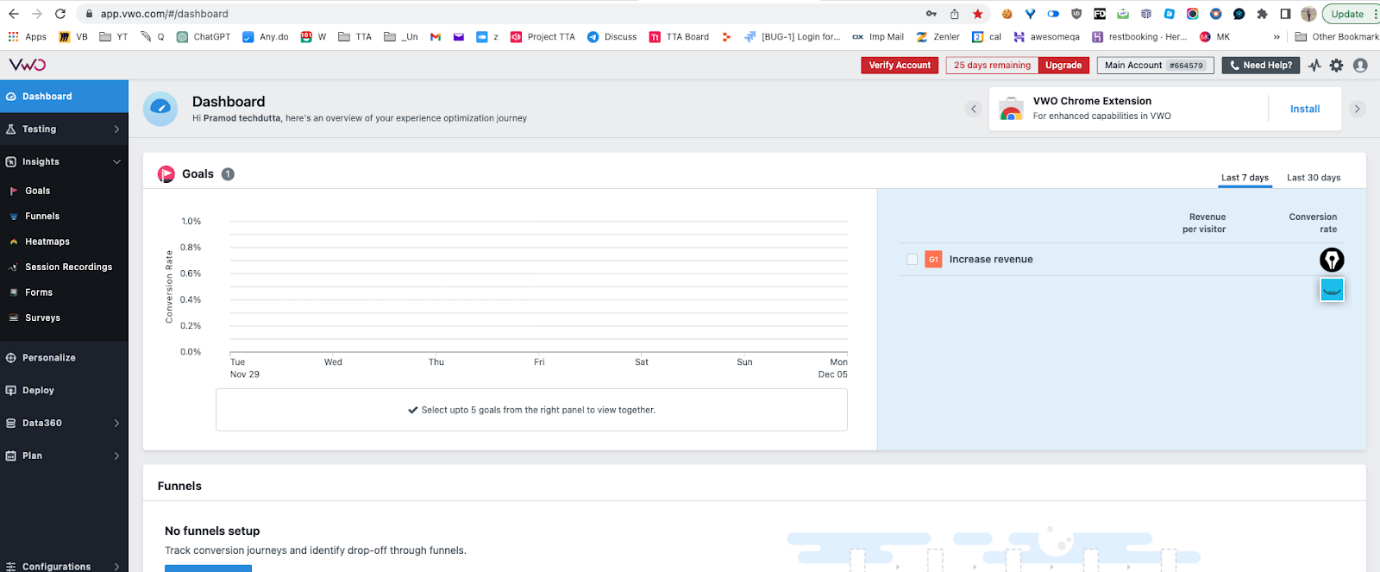 app.vwo.com/#/dashboard
Update
Apps
VB
YT
Q
ChatGPT
Any.do
W
TTA
_Un
z
Project TTA
Discuss
TTA Board
[BUG-1] Login for...
Imp Mail
Zenler
cal
awesomeqa
restbooking - Her...
MK
»
Other Bookmark
VWO
Verify Account
25 days remaining
Upgrade
Main Account #664579
Need Help?
Dashboard
Testing
Insights
Goals
Funnels
Heatmaps
Session Recordings
Forms
Surveys
Personalize
Deploy
Data360
Plan
Configurations
Dashboard
Hi Pramod techdutta, here's an overview of your experience optimization journey
VWO Chrome Extension
For enhanced capabilities in VWO
Install
Goals 1
Last 7 days
Last 30 days
Conversion Rate
1.0%
0.8%
0.6%
0.4%
0.2%
0.0%
Tue Wed Thu Fri Sat Sun Mon
Nov 29 Dec 05
Select upto 5 goals from the right panel to view together.
Revenue per visitor
Conversion rate
G1 Increase revenue
Funnels
No funnels setup
Track conversion journeys and identify drop-off through funnels.